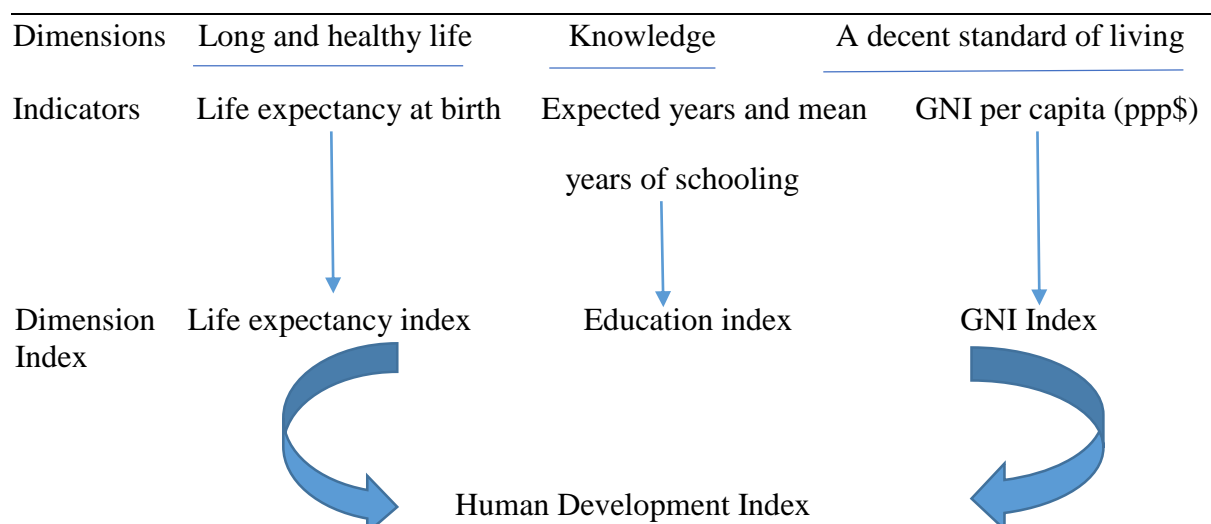 Dimensions Long and healthy life Knowledge A decent standard of living
Indicators Life expectancy at birth Expected years and mean GNI per capita (ppp$)
years of schooling
Dimension Life expectancy index Education index GNI Index
Index
Human Development Index